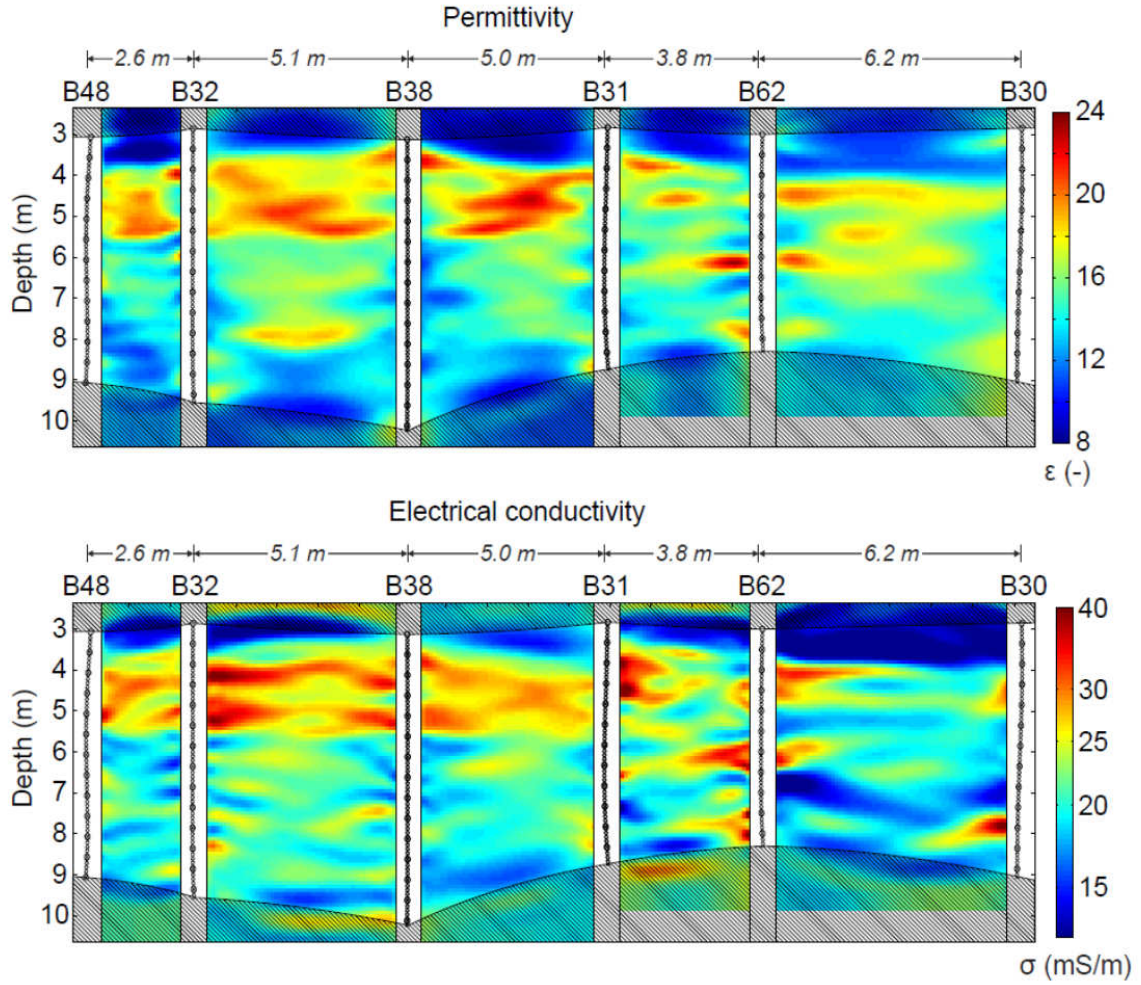 Permittivity
2.6 m 5.1 m 5.0 m 3.8 m 6.2 m
B48 B32 B38 B31 B62 B30
3
4
5
6
7
8
9
10
Depth (m)
24
20
16
12
8
ε (-)
Electrical conductivity
2.6 m 5.1 m 5.0 m 3.8 m 6.2 m
B48 B32 B38 B31 B62 B30
3
4
5
6
7
8
9
10
Depth (m)
40
30
25
20
15
σ (mS/m)